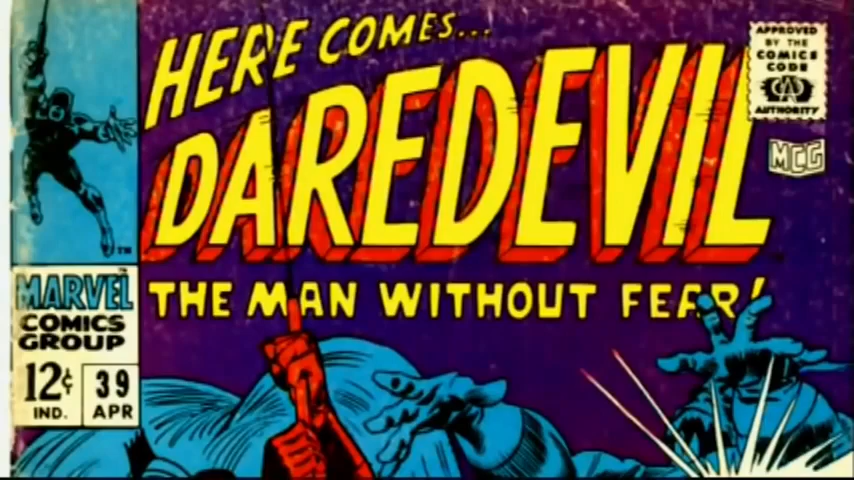 HERE COMES...
DAREDEVIL
THE MAN WITHOUT FEAR!
APPROVED
BY THE
COMICS
CODE
CA
AUTHORITY
MCG
TM
MARVEL
COMICS
GROUP
12¢
IND.
39
APR